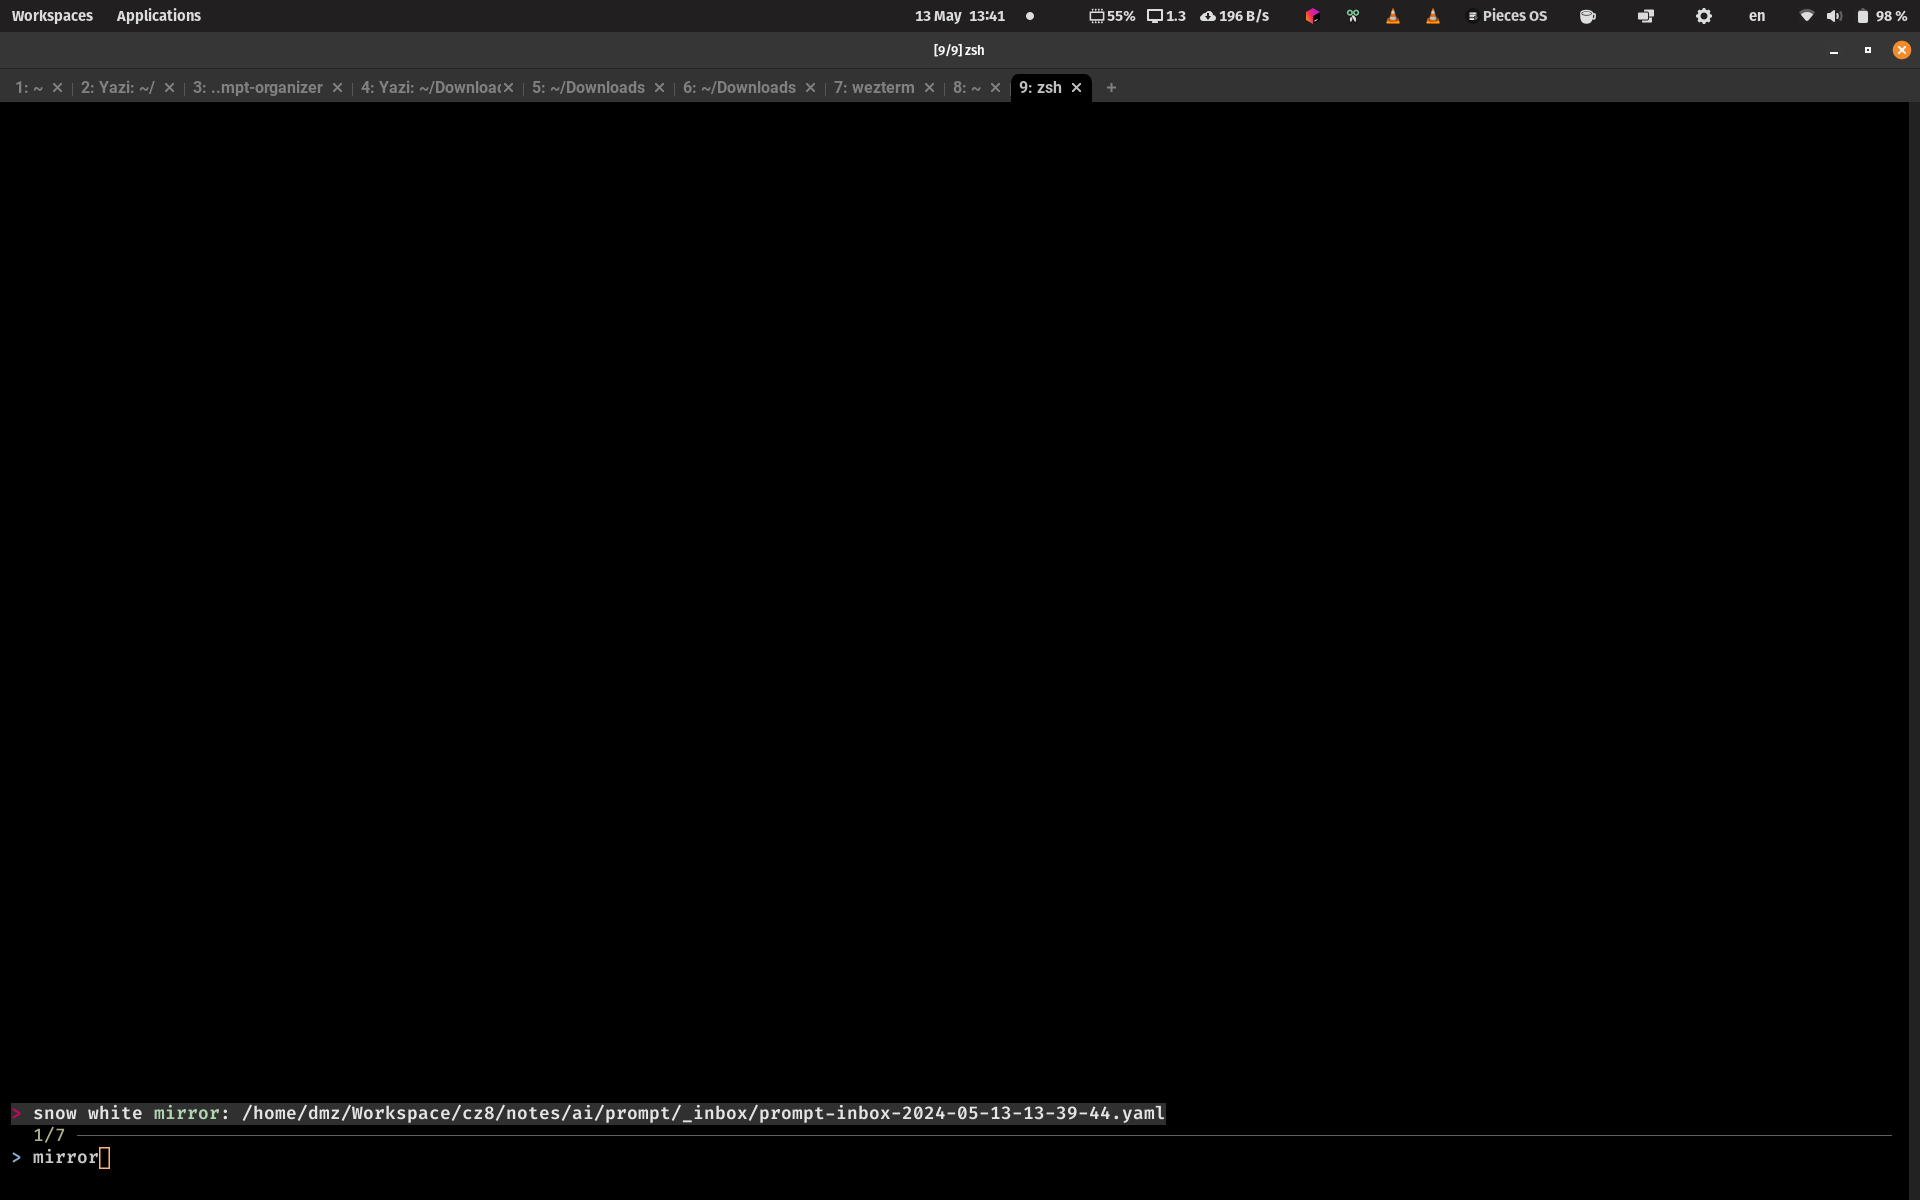 Workspaces Applications 13 May 13:41 55% 1.3 196 B/s Pieces OS en 98 %
[9/9] zsh
1: ~ 2: Yazi: ~/ 3: ..mpt-organizer 4: Yazi: ~/Downloac 5: ~/Downloads 6: ~/Downloads 7: wezterm 8: ~ 9: zsh +
> snow white mirror: /home/dmz/Workspace/cz8/notes/ai/prompt/_inbox/prompt-inbox-2024-05-13-13-39-44.yaml
1/7
> mirror